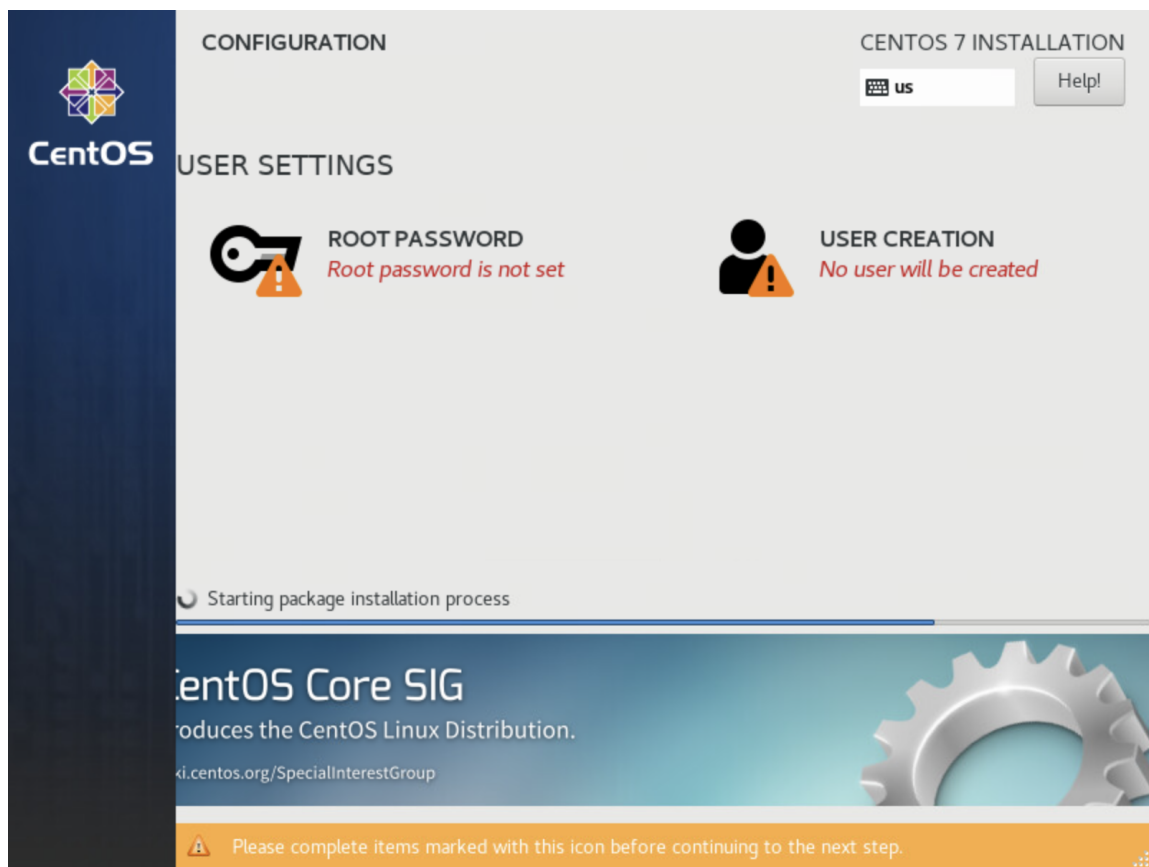 CentOS
CONFIGURATION
CENTOS 7 INSTALLATION
us
Help!
USER SETTINGS
ROOT PASSWORD
Root password is not set
USER CREATION
No user will be created
Starting package installation process
entOS Core SIG
roduces the CentOS Linux Distribution.
ki.centos.org/SpecialInterestGroup
Please complete items marked with this icon before continuing to the next step.